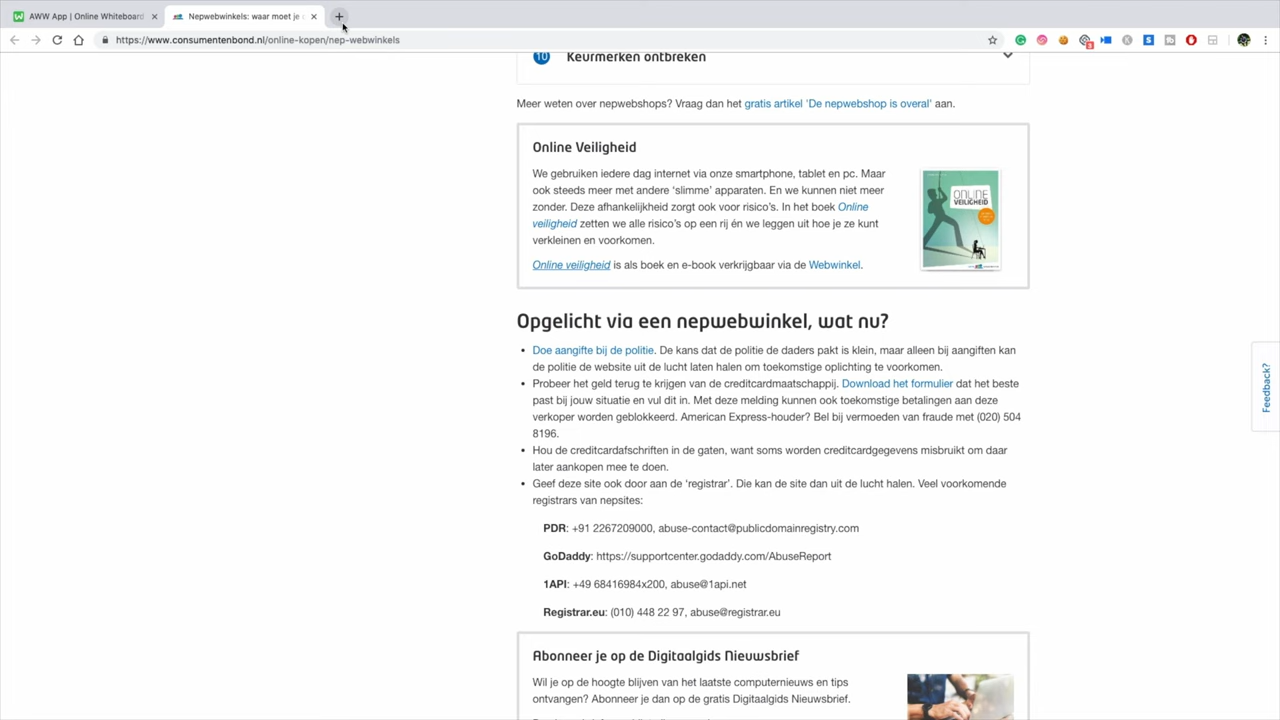 AWW App | Online Whiteboard
Nepwebwinkels: waar moet je
https://www.consumentenbond.nl/online-kopen/nep-webwinkels
10 Keurmerken ontbreken
Meer weten over nepwebshops? Vraag dan het gratis artikel 'De nepwebshop is overal' aan.
Online Veiligheid
We gebruiken iedere dag internet via onze smartphone, tablet en pc. Maar
ook steeds meer met andere ‘slimme’ apparaten. En we kunnen niet meer
zonder. Deze afhankelijkheid zorgt ook voor risico’s. In het boek Online
veiligheid zetten we alle risico’s op een rij én we leggen uit hoe je ze kunt
verkleinen en voorkomen.
Online veiligheid is als boek en e-book verkrijgbaar via de Webwinkel.
ONLINE
VEILIGHEID
Opgelicht via een nepwebwinkel, wat nu?
• Doe aangifte bij de politie. De kans dat de politie de daders pakt is klein, maar alleen bij aangiften kan
de politie de website uit de lucht laten halen om toekomstige oplichting te voorkomen.
• Probeer het geld terug te krijgen van de creditcardmaatschappij. Download het formulier dat het beste
past bij jouw situatie en vul dit in. Met deze melding kunnen ook toekomstige betalingen aan deze
verkoper worden geblokkeerd. American Express-houder? Bel bij vermoeden van fraude met (020) 504
8196.
• Hou de creditcardafschriften in de gaten, want soms worden creditcardgegevens misbruikt om daar
later aankopen mee te doen.
• Geef deze site ook door aan de ‘registrar’. Die kan de site dan uit de lucht halen. Veel voorkomende
registrars van nepsites:
PDR: +91 2267209000, abuse-contact@publicdomainregistry.com
GoDaddy: https://supportcenter.godaddy.com/AbuseReport
1API: +49 68416984x200, abuse@1api.net
Registrar.eu: (010) 448 22 97, abuse@registrar.eu
Feedback?
Abonneer je op de Digitaalgids Nieuwsbrief
Wil je op de hoogte blijven van het laatste computernieuws en tips
ontvangen? Abonneer je dan op de gratis Digitaalgids Nieuwsbrief.